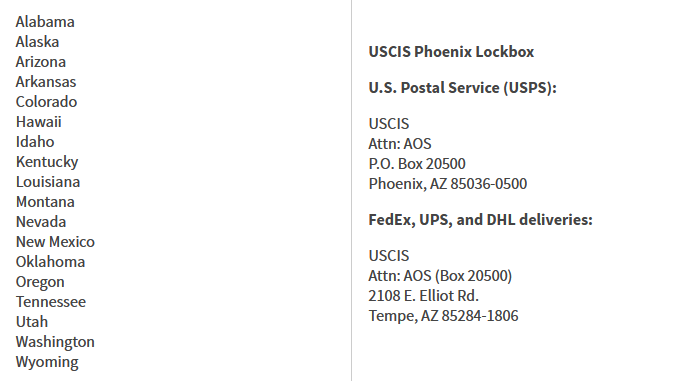 Alabama
Alaska
Arizona
Arkansas
Colorado
Hawaii
Idaho
Kentucky
Louisiana
Montana
Nevada
New Mexico
Oklahoma
Oregon
Tennessee
Utah
Washington
Wyoming
USCIS Phoenix Lockbox
U.S. Postal Service (USPS):
USCIS
Attn: AOS
P.O. Box 20500
Phoenix, AZ 85036-0500
FedEx, UPS, and DHL deliveries:
USCIS
Attn: AOS (Box 20500)
2108 E. Elliot Rd.
Tempe, AZ 85284-1806